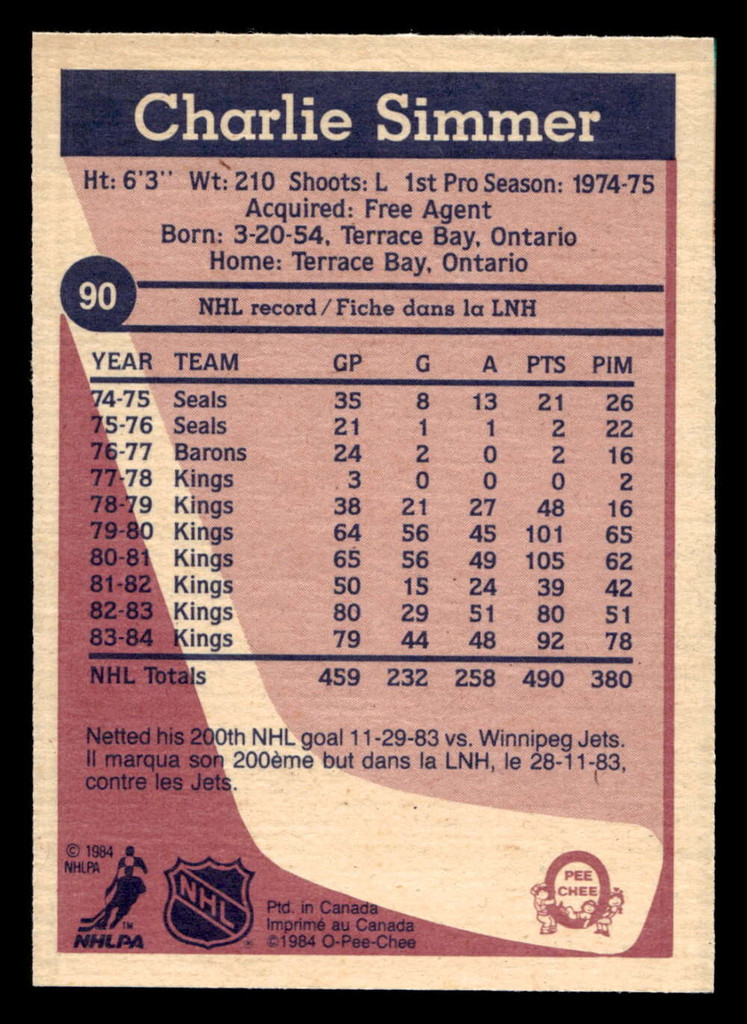 Charlie Simmer
Ht: 6'3'' Wt: 210 Shoots: L 1st Pro Season: 1974-75
Acquired: Free Agent
Born: 3-20-54, Terrace Bay, Ontario
Home: Terrace Bay, Ontario
90
NHL record/Fiche dans la LNH
YEAR TEAM GP G A PTS PIM
74-75 Seals 35 8 13 21 26
75-76 Seals 21 1 1 2 22
76-77 Barons 24 2 0 2 16
77-78 Kings 3 0 0 0 2
78-79 Kings 38 21 27 48 16
79-80 Kings 64 56 45 101 65
80-81 Kings 65 56 49 105 62
81-82 Kings 50 15 24 39 42
82-83 Kings 80 29 51 80 51
83-84 Kings 79 44 48 92 78
NHL Totals 459 232 258 490 380
Netted his 200th NHL goal 11-29-83 vs. Winnipeg Jets.
Il marqua son 200ème but dans la LNH, le 28-11-83,
contre les Jets.
© 1984
NHLPA
TM
NHLPA
NHL
®
Ptd. in Canada
Imprimé au Canada
©1984 O-Pee-Chee
O
PEE
CHEE